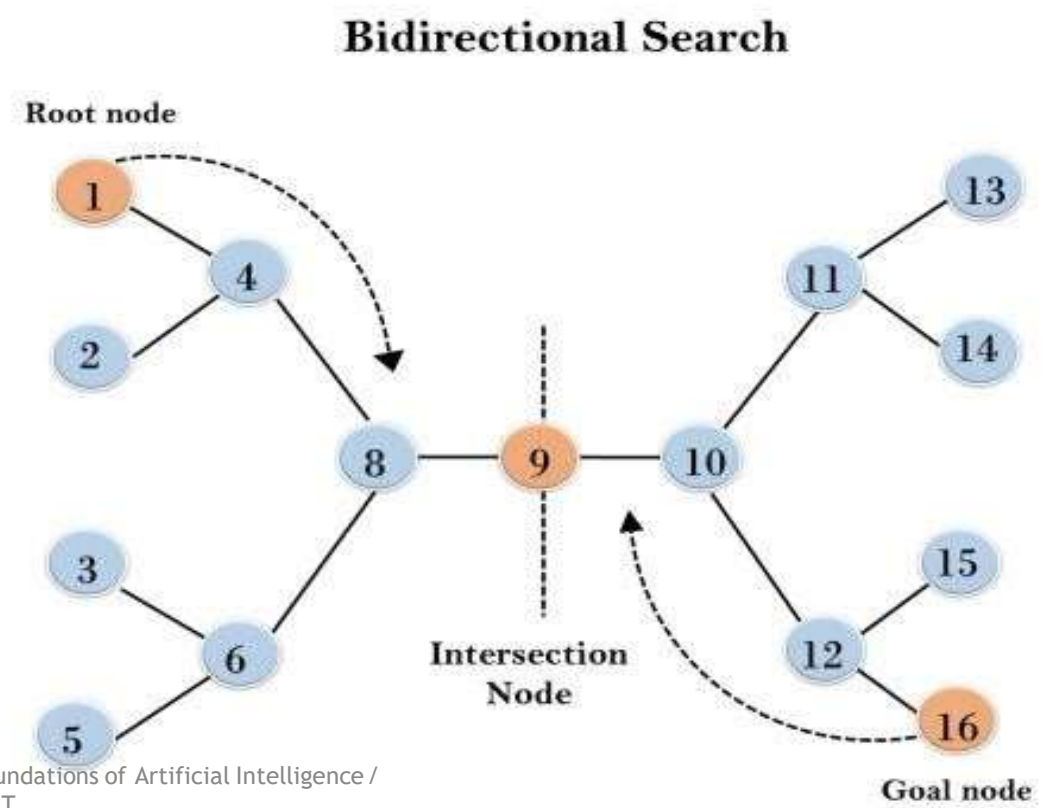 Bidirectional Search
Root node
1
13
4
11
2
14
8
9
10
3
15
6
Intersection
Node
12
5
16
undations of Artificial Intelligence /
T
Goal node